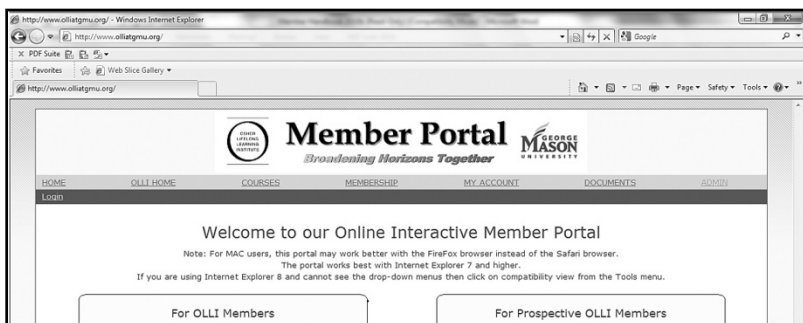 http://www.olliatgmu.org/ - Windows Internet Explorer
http://www.olliatgmu.org/
Google
x PDF Suite
Favorites Web Slice Gallery
http://www.olliatgmu.org/
Page Safety Tools
OSHER LIFELONG LEARNING INSTITUTE
Member Portal
Broadening Horizons Together
GEORGE MASON UNIVERSITY
HOME OLLI HOME COURSES MEMBERSHIP MY ACCOUNT DOCUMENTS ADMIN
Login
Welcome to our Online Interactive Member Portal
Note: For MAC users, this portal may work better with the FireFox browser instead of the Safari browser.
The portal works best with Internet Explorer 7 and higher.
If you are using Internet Explorer 8 and cannot see the drop-down menus then click on compatibility view from the Tools menu.
For OLLI Members For Prospective OLLI Members